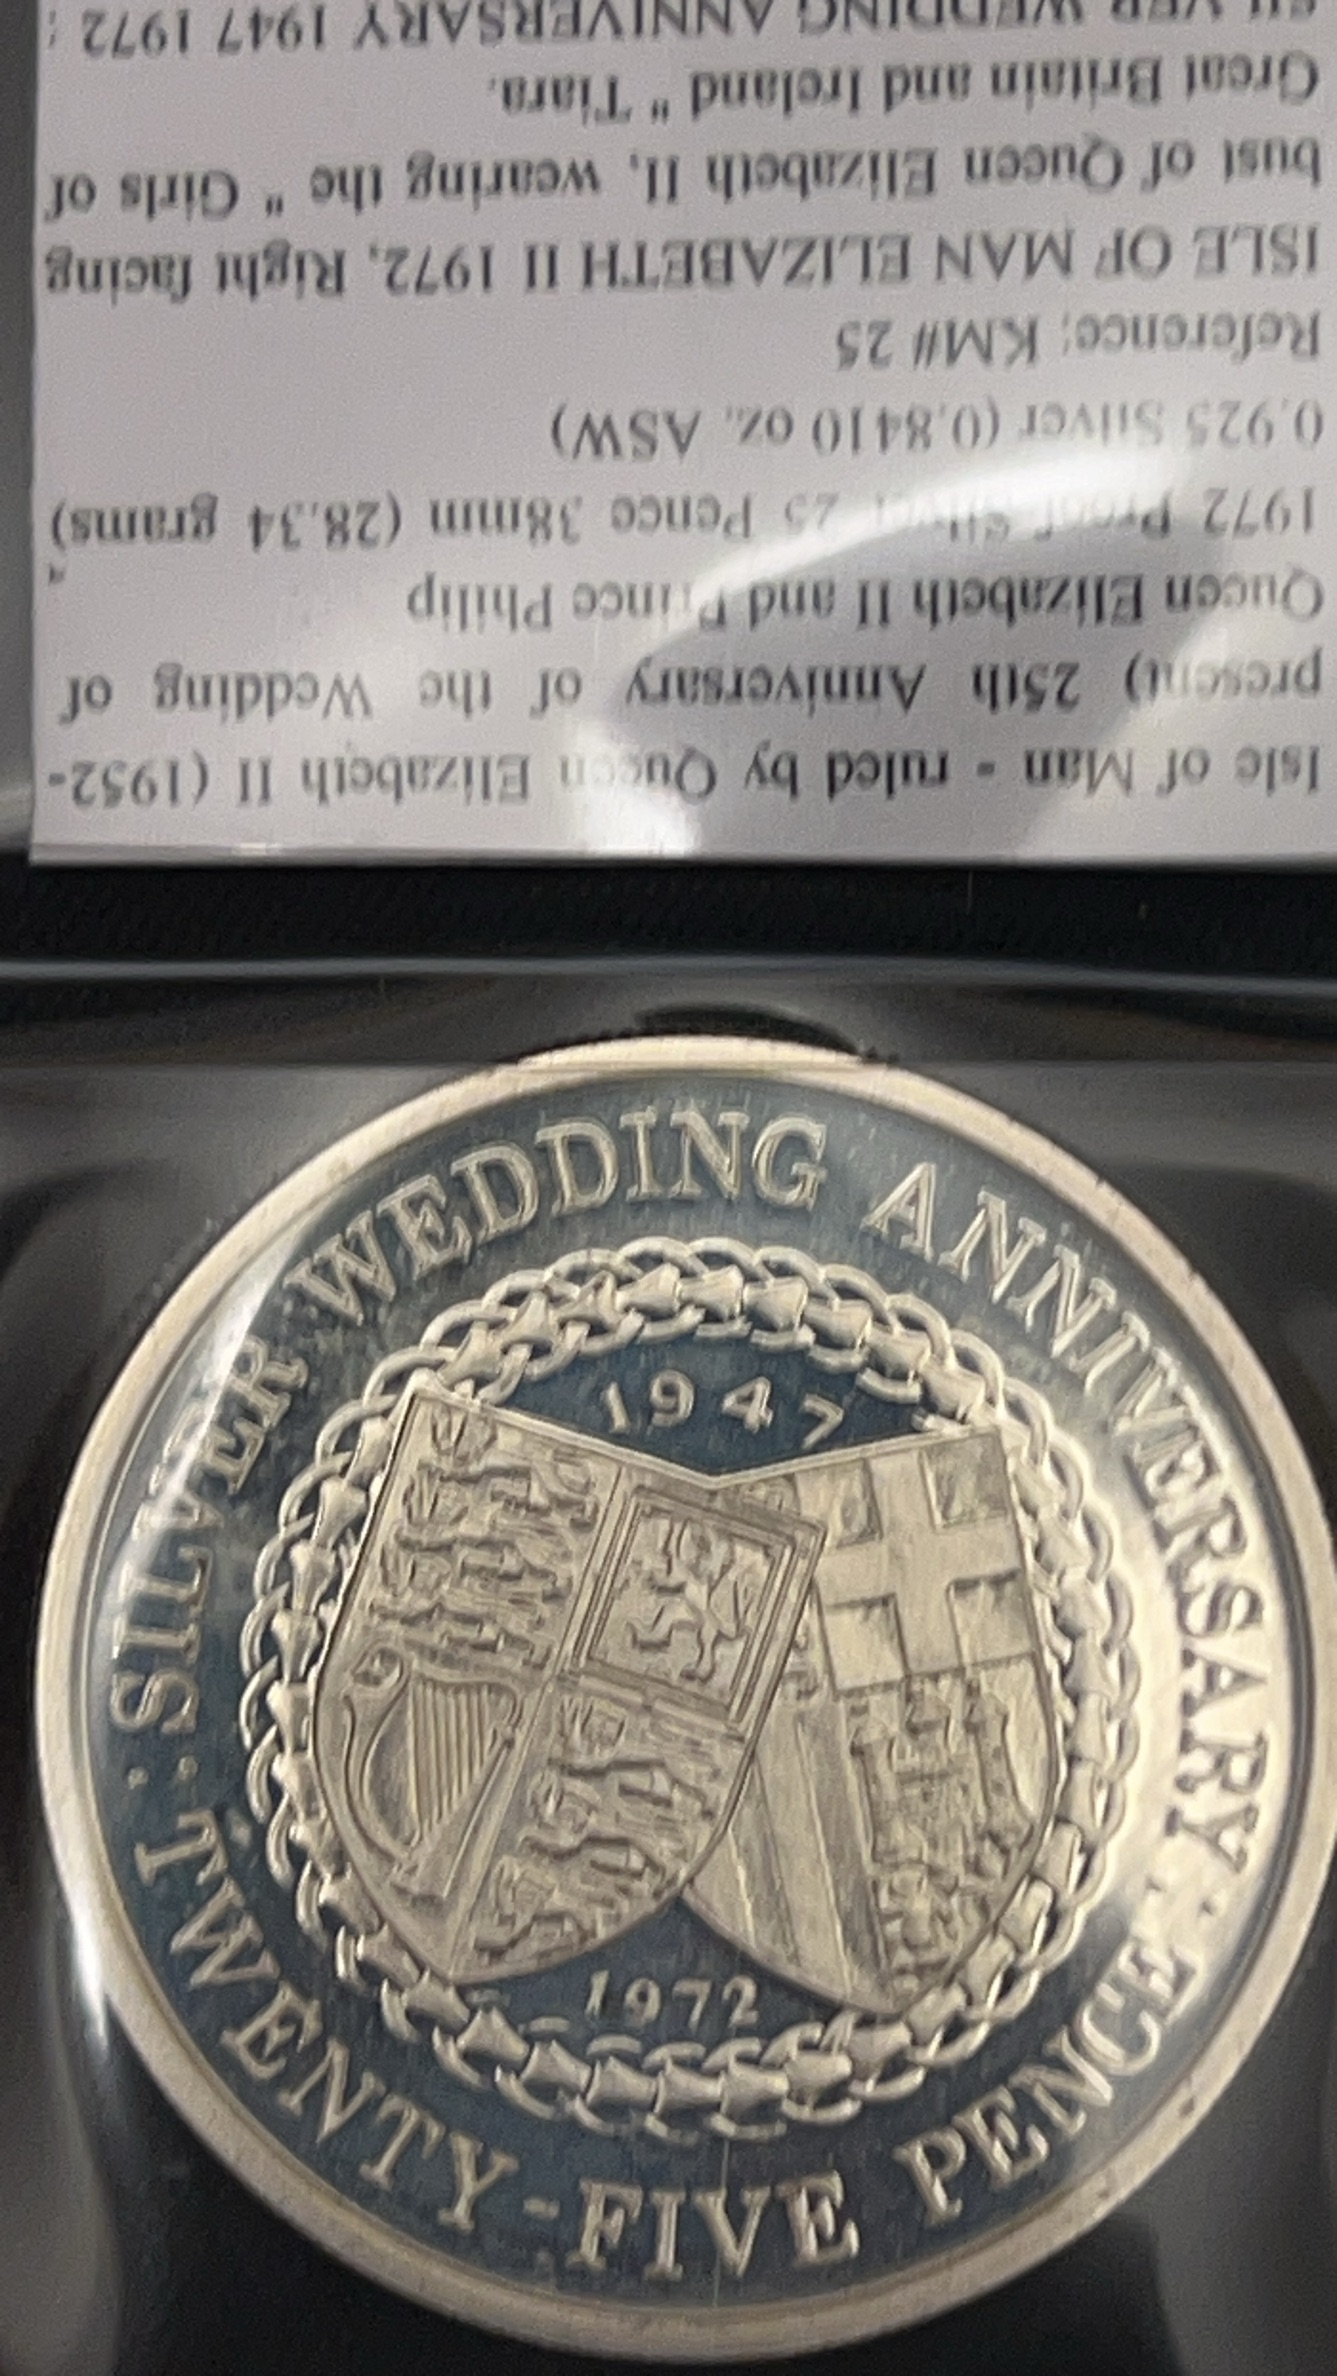 Isle of Man - ruled by Queen Elizabeth II (1952-
present) 25th Anniversary of the Wedding of
Queen Elizabeth II and Prince Philip
1972 Proof Silver 25 Pence 38mm (28.34 grams)
0.925 Silver (0.8410 oz. ASW)
Reference; KM# 25
ISLE OF MAN ELIZABETH II 1972, Right facing
bust of Queen Elizabeth II, wearing the " Girls of
Great Britain and Ireland " Tiara.
SILVER WEDDING ANNIVERSARY 1947 1972 :
· SILVER WEDDING ANNIVERSARY ·
1947
1972
· TWENTY-FIVE PENCE ·